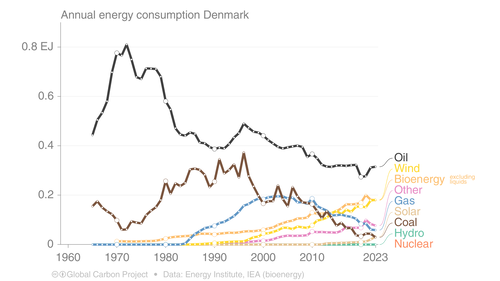 Annual energy consumption Denmark
0.8 EJ
0.6
0.4
0.2
0
1960
1970
1980
1990
2000
2010
2023
Oil
Wind
Bioenergy excluding liquids
Other
Gas
Solar
Coal
Hydro
Nuclear
Global Carbon Project • Data: Energy Institute, IEA (bioenergy)